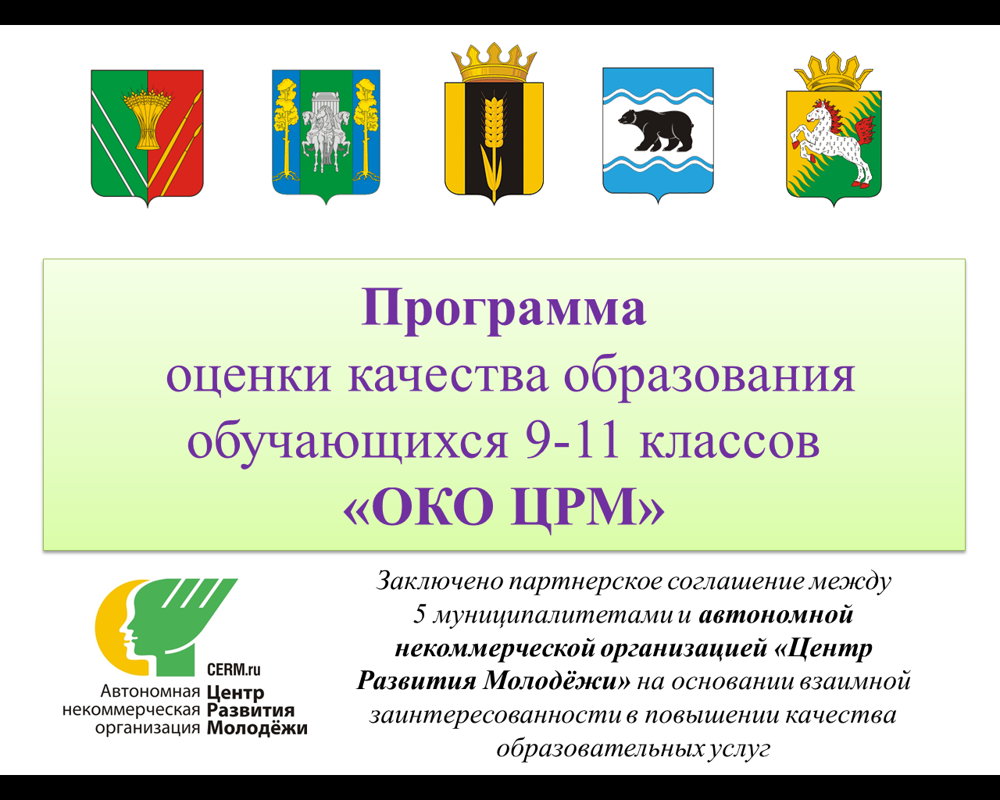 Программа
оценки качества образования
обучающихся 9-11 классов
«ОКО ЦРМ»
CERM.ru
Автономная Центр
некоммерческая Развития
организация Молодёжи
Заключено партнерское соглашение между
5 муниципалитетами и автономной
некоммерческой организацией «Центр
Развития Молодёжи» на основании взаимной
заинтересованности в повышении качества
образовательных услуг